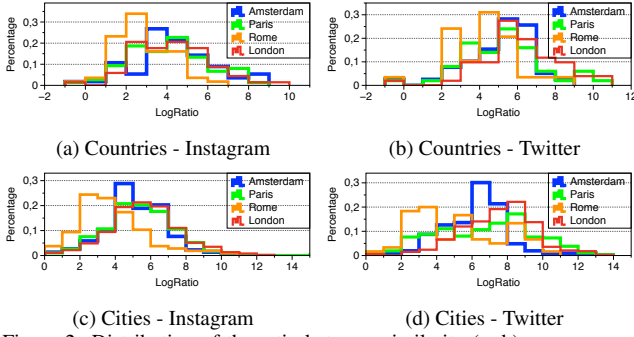 Percentage
0,3
0,2
0,1
0
−2 0 2 4 6 8 10 12
LogRatio
Amsterdam
Paris
Rome
London
(a) Countries - Instagram
Percentage
0,3
0,2
0,1
0
−2 0 2 4 6 8 10 12
LogRatio
Amsterdam
Paris
Rome
London
(b) Countries - Twitter
Percentage
0,3
0,2
0,1
0
0 2 4 6 8 10 12 14
LogRatio
Amsterdam
Paris
Rome
London
(c) Cities - Instagram
Percentage
0,3
0,2
0,1
0
0 2 4 6 8 10 12 14
LogRatio
Amsterdam
Paris
Rome
London
(d) Cities - Twitter